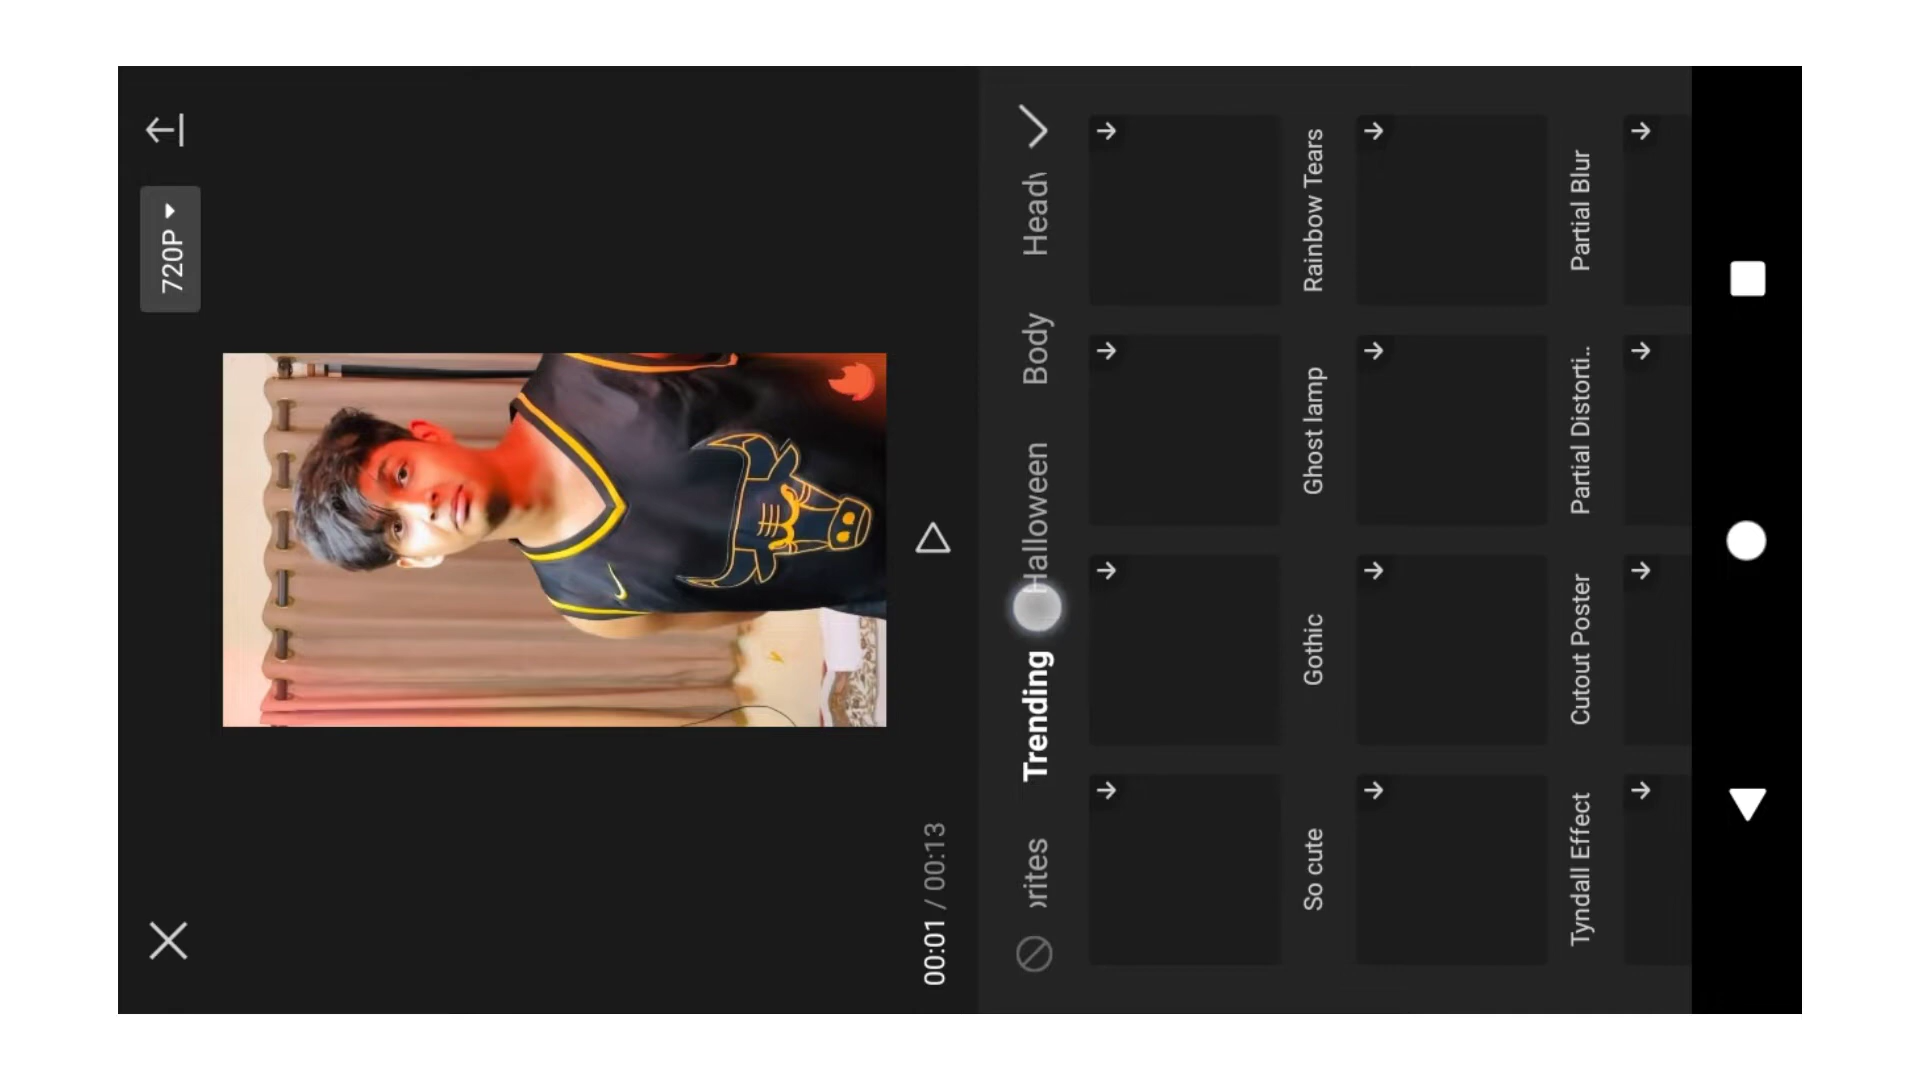 720P
00:01 / 00:13
orites Trending Halloween Body Head
So cute Gothic Ghost lamp Rainbow Tears
Tyndall Effect Cutout Poster Partial Distorti.. Partial Blur